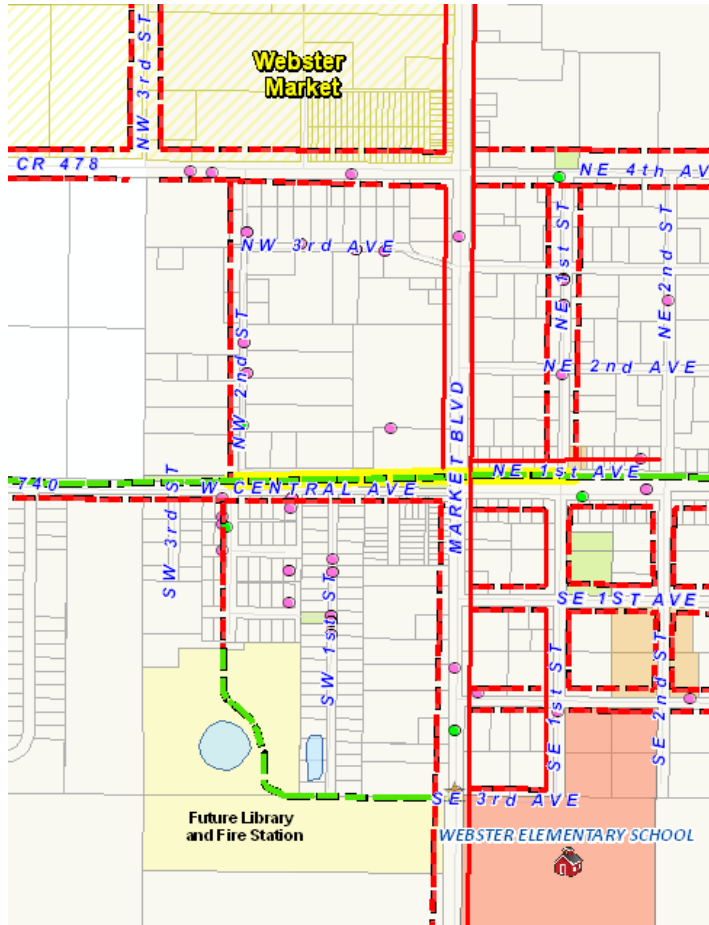 NW 3rd ST
Webster
Market
CR 478
NE 4th AV
NW 3rd AVE
NE 1st ST
NE 2nd ST
NW 2nd ST
NE 2nd AVE
MARKET BLVD
SW 3rd ST
740
W CENTRAL AVE
NE 1st AVE
SE 1ST AVE
SW 1st ST
SE 1st ST
SE 2nd ST
SE 3rd AVE
Future Library
and Fire Station
WEBSTER ELEMENTARY SCHOOL